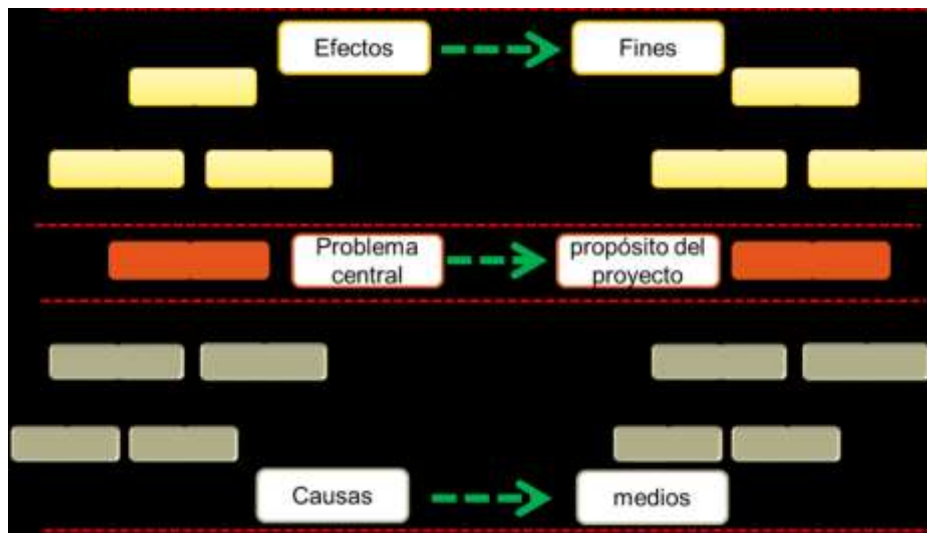 Efectos
Fines
Problema
central
propósito del
proyecto
Causas
medios